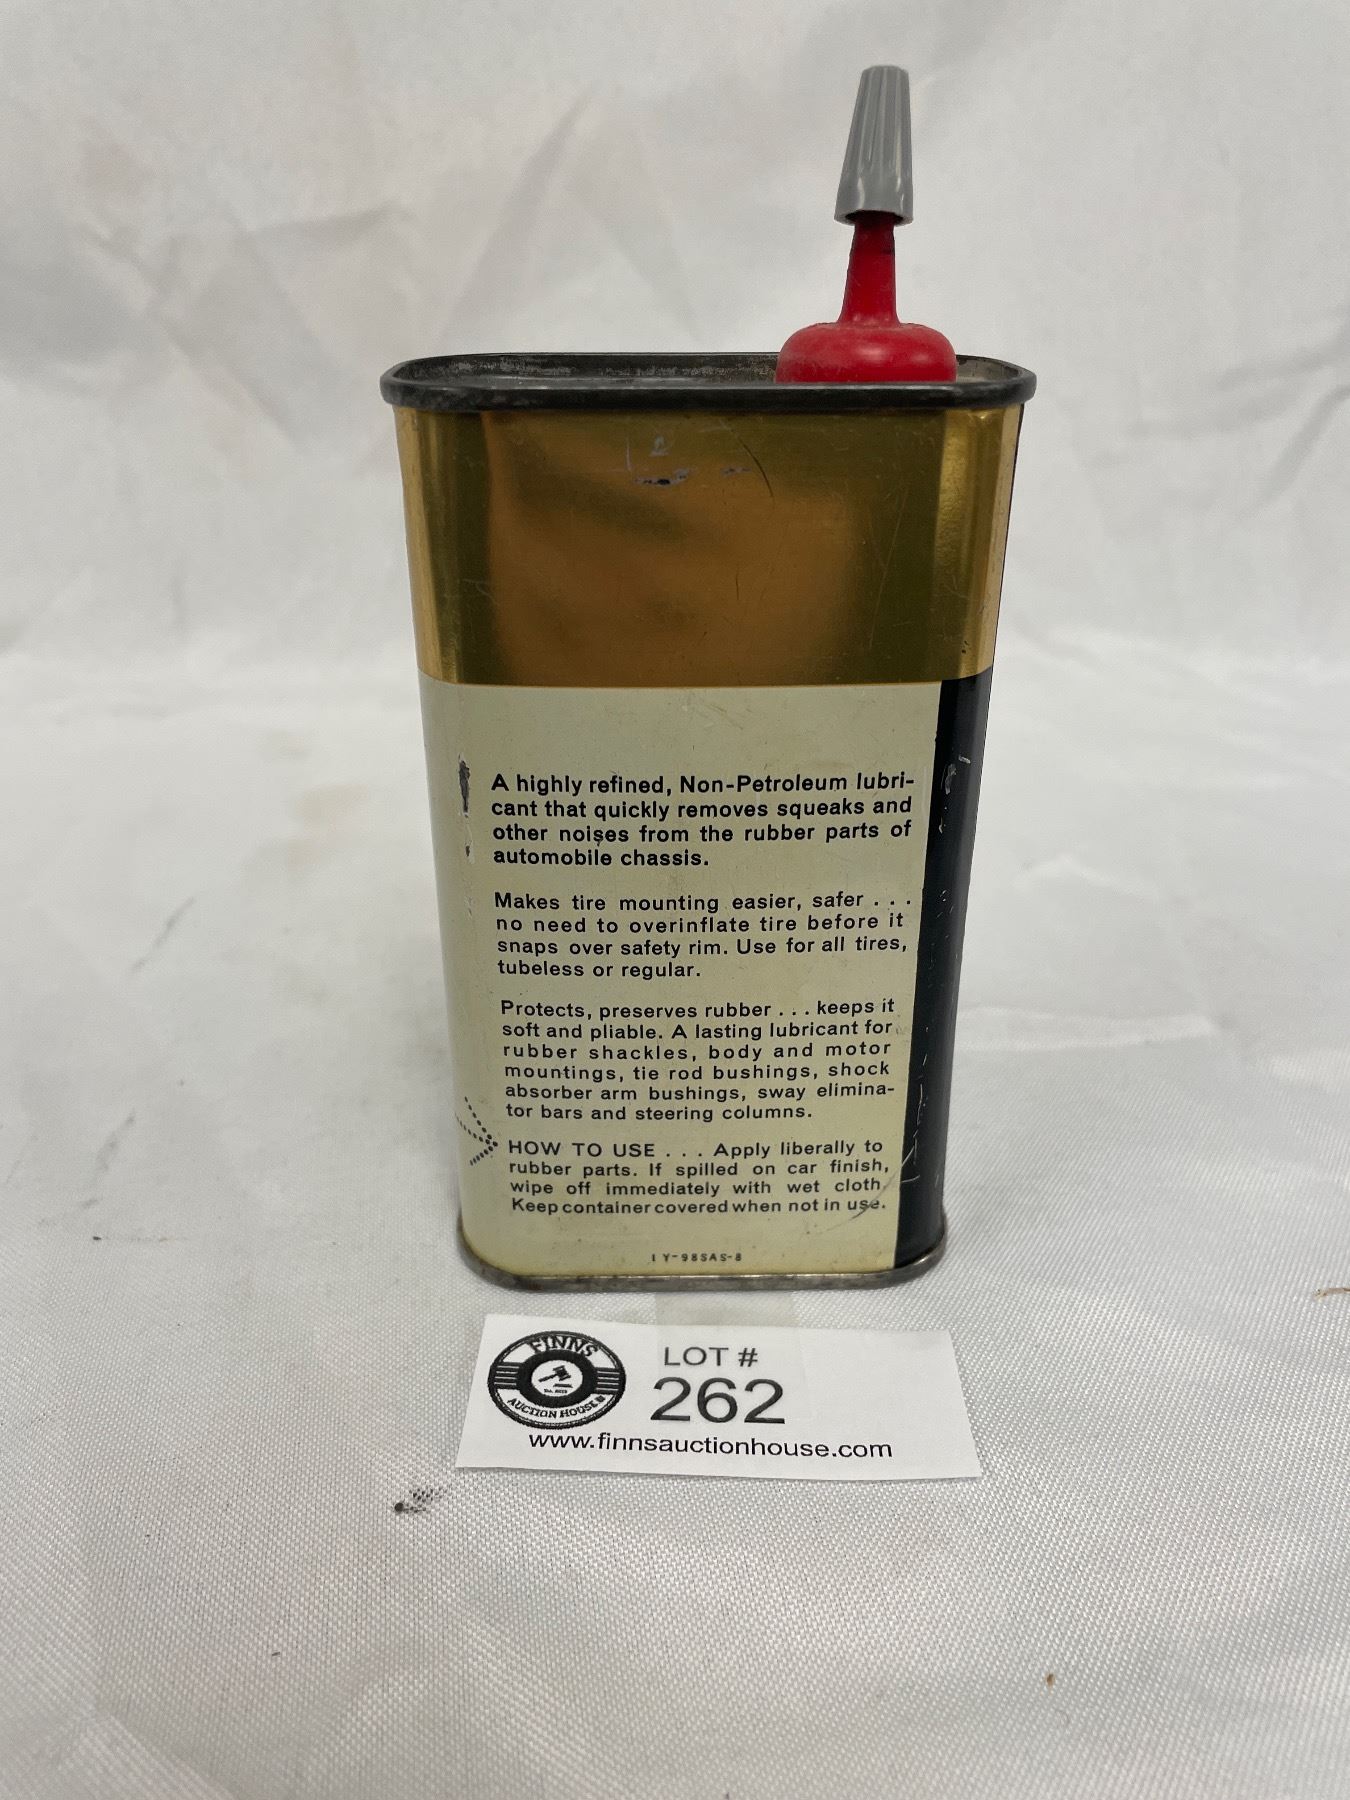 A highly refined, Non-Petroleum lubri-
cant that quickly removes squeaks and
other noises from the rubber parts of
automobile chassis.
Makes tire mounting easier, safer . . .
no need to overinflate tire before it
snaps over safety rim. Use for all tires,
tubeless or regular.
Protects, preserves rubber . . . keeps it
soft and pliable. A lasting lubricant for
rubber shackles, body and motor
mountings, tie rod bushings, shock
absorber arm bushings, sway elimina-
tor bars and steering columns.
HOW TO USE . . . Apply liberally to
rubber parts. If spilled on car finish,
wipe off immediately with wet cloth.
Keep container covered when not in use.
1 Y-98SAS-8
FINNS
AUCTION HOUSE
LOT #
262
www.finnsauctionhouse.com